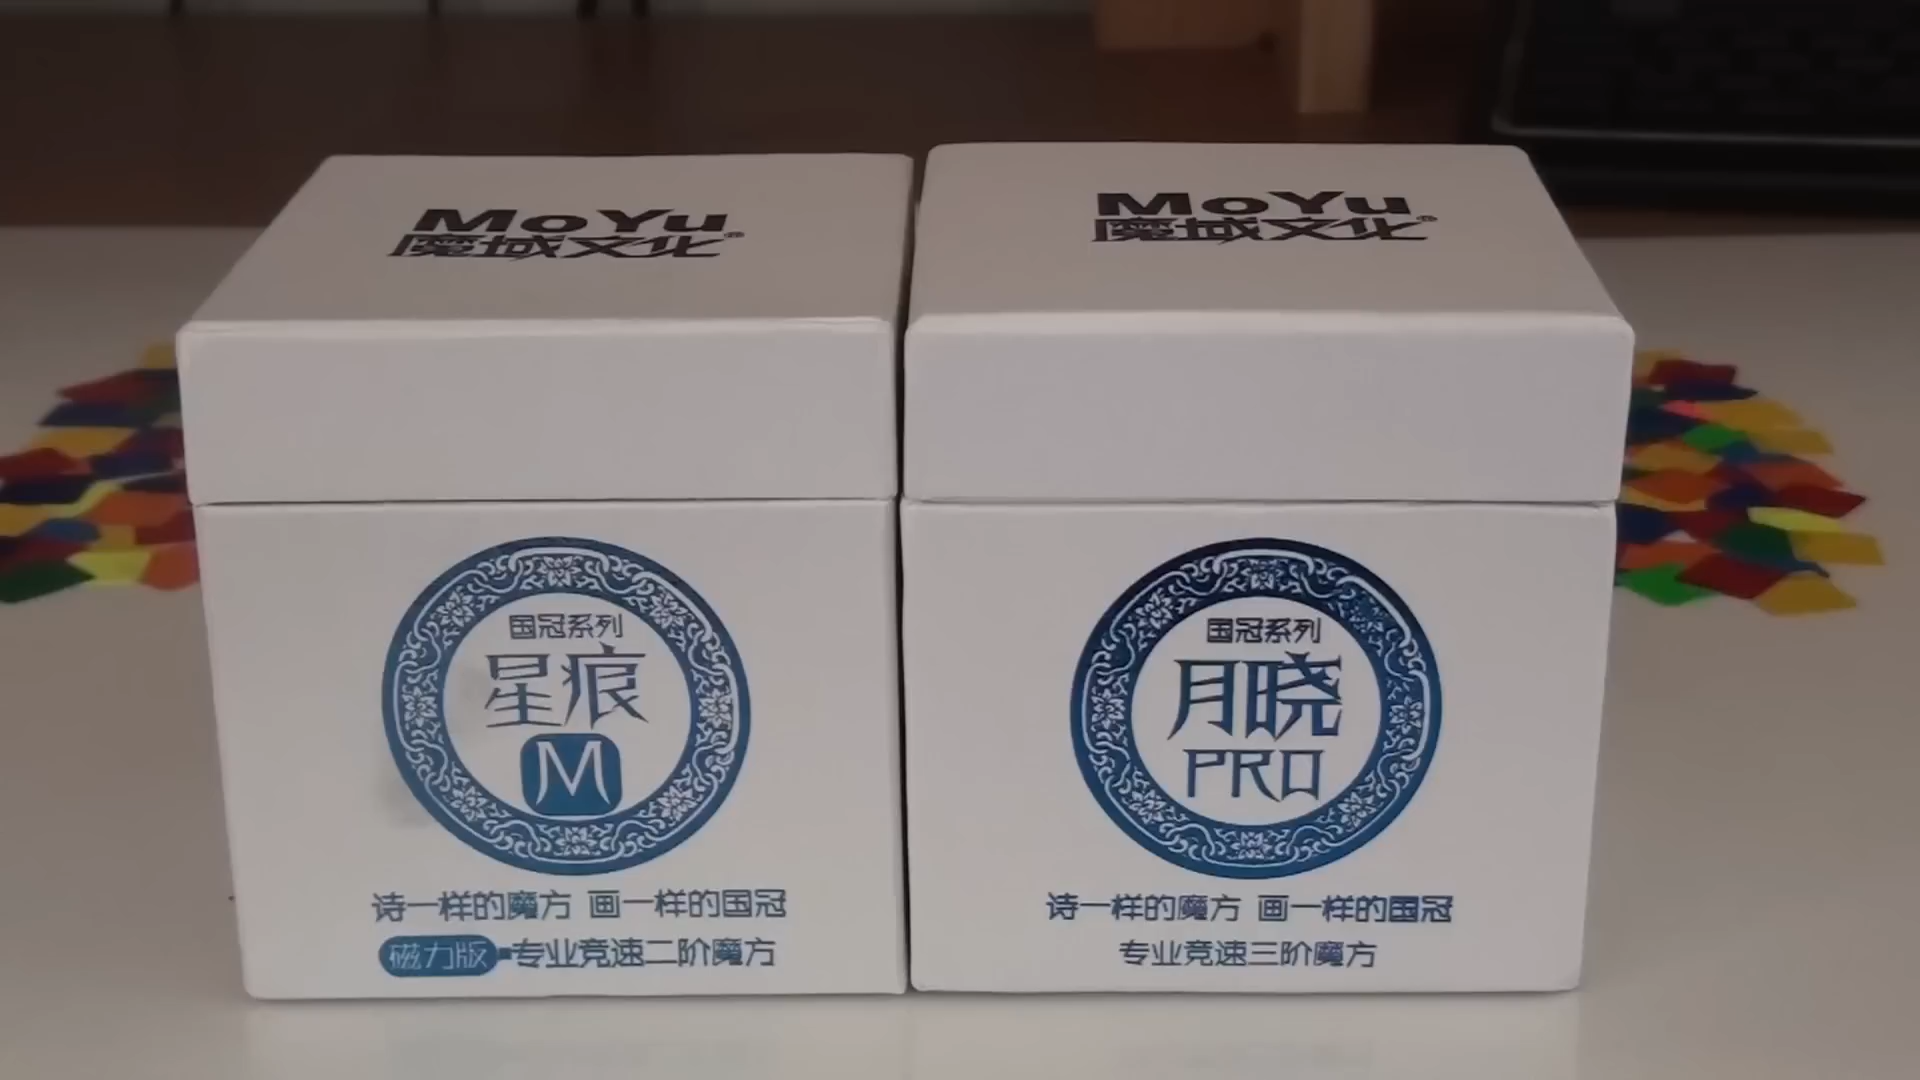 MoYu
魔域文化®
国冠系列
星痕
M
诗一样的魔方 画一样的国冠
磁力版 专业竞速二阶魔方
MoYu
魔域文化®
国冠系列
月晓
PRO
诗一样的魔方 画一样的国冠
专业竞速三阶魔方